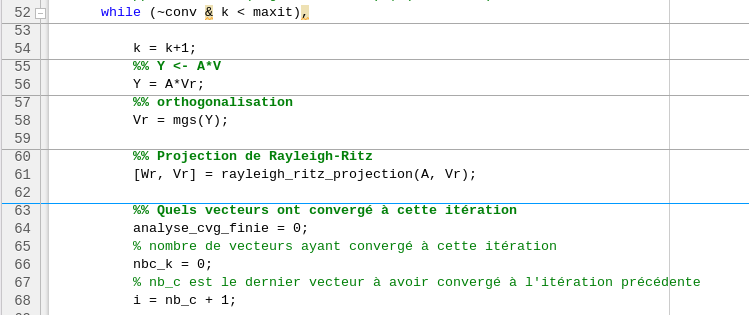 52 while (~conv & k < maxit),
53
54 k = k+1;
55 %% Y <- A*V
56 Y = A*Vr;
57 %% orthogonalisation
58 Vr = mgs(Y);
59
60 %% Projection de Rayleigh-Ritz
61 [Wr, Vr] = rayleigh_ritz_projection(A, Vr);
62
63 %% Quels vecteurs ont convergé à cette itération
64 analyse_cvg_finie = 0;
65 % nombre de vecteurs ayant convergé à cette itération
66 nbc_k = 0;
67 % nb_c est le dernier vecteur à avoir convergé à l'itération précédente
68 i = nb_c + 1;